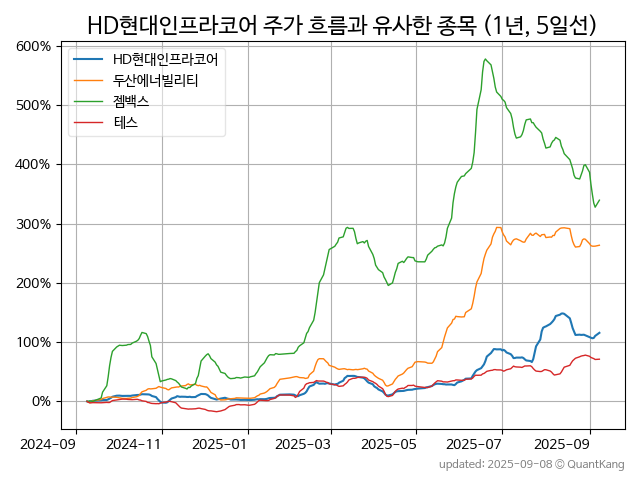 HD현대인프라코어 주가 흐름과 유사한 종목 (1년, 5일선)
600%
500%
400%
300%
200%
100%
0%
HD현대인프라코어
두산에너빌리티
젬백스
테스
2024-09 2024-11 2025-01 2025-03 2025-05 2025-07 2025-09
updated: 2025-09-08 © QuantKang